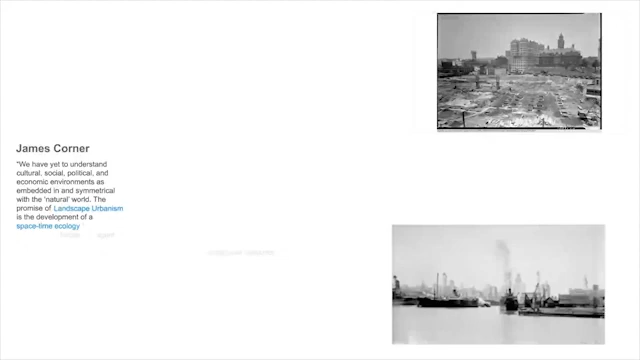 James Corner
"We have yet to understand
cultural, social, political, and
economic environments as
embedded in and symmetrical
with the 'natural' world. The
promise of Landscape Urbanism
is the development of a
space-time ecology